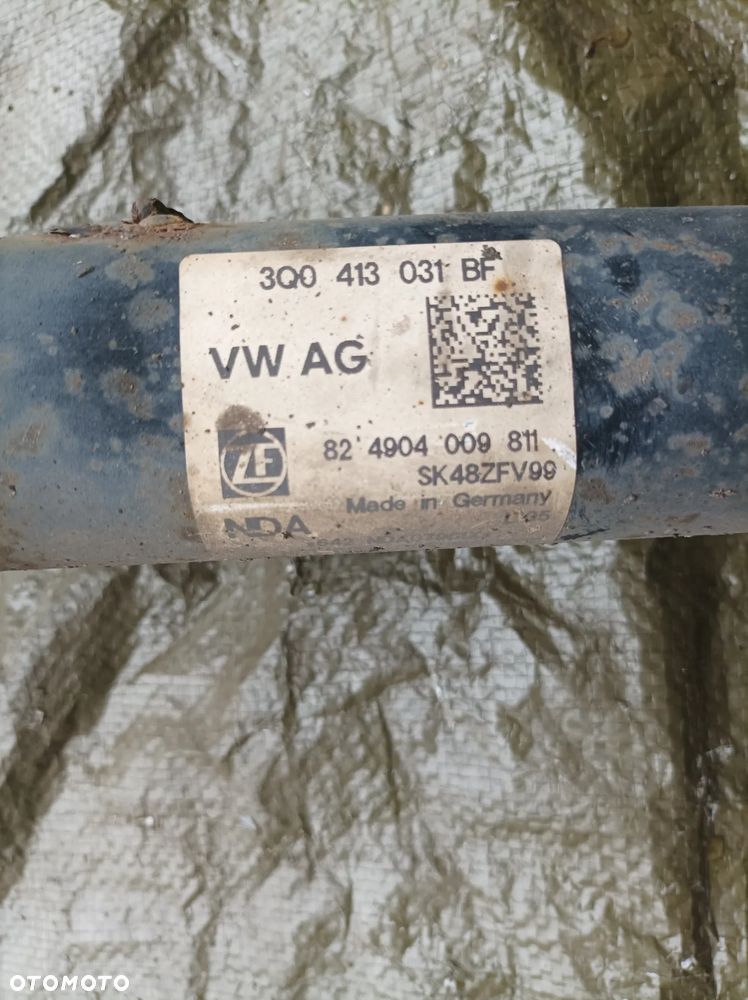 3Q0 413 031 BF
VW AG
82 4904 009 811
ZF
SK48ZFV99
Made in Germany
NDA
OTOMOTO